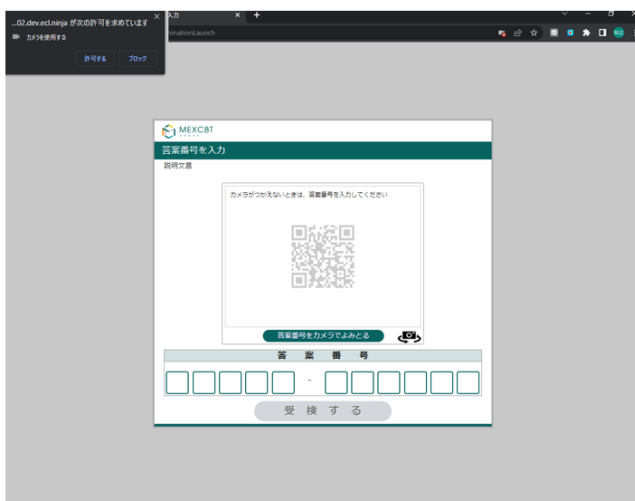 ...02.dev.ecl.ninja が次の許可を求めています
カメラを使用する
許可する ブロック
入力
minationLaunch
MEXCBT
答案番号を入力
説明文言
カメラがつかえないときは、答案番号を入力してください
答案番号をカメラでよみとる
答 案 番 号
-
受 検 す る